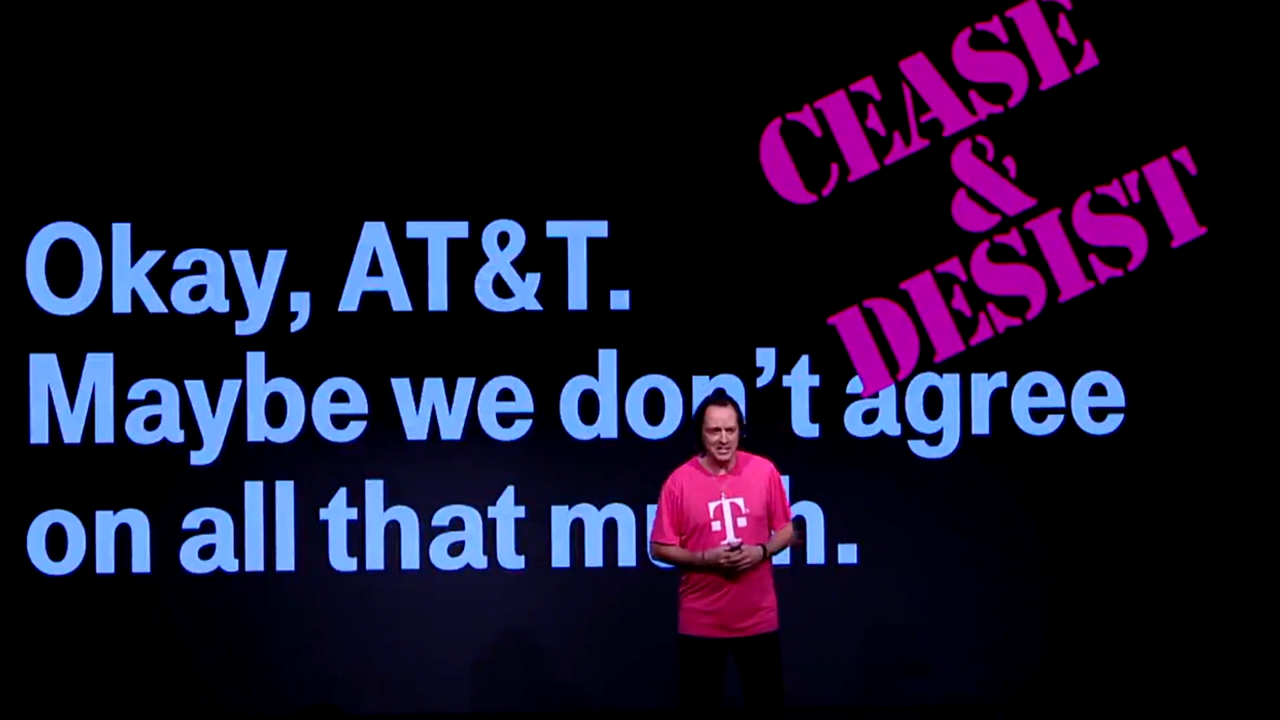 CEASE
&
DESIST
Okay, AT&T.
Maybe we don't agree
on all that much.
T